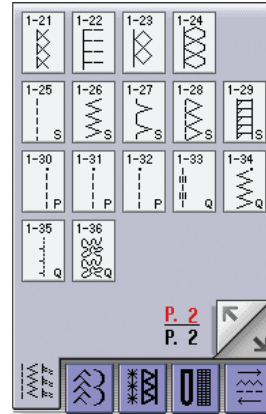 1-21 1-22 1-23 1-24
1-25 1-26 1-27 1-28 1-29
S S S S S
1-30 1-31 1-32 1-33 1-34
P P P Q Q
1-35 1-36
Q Q
P. 2
P. 2